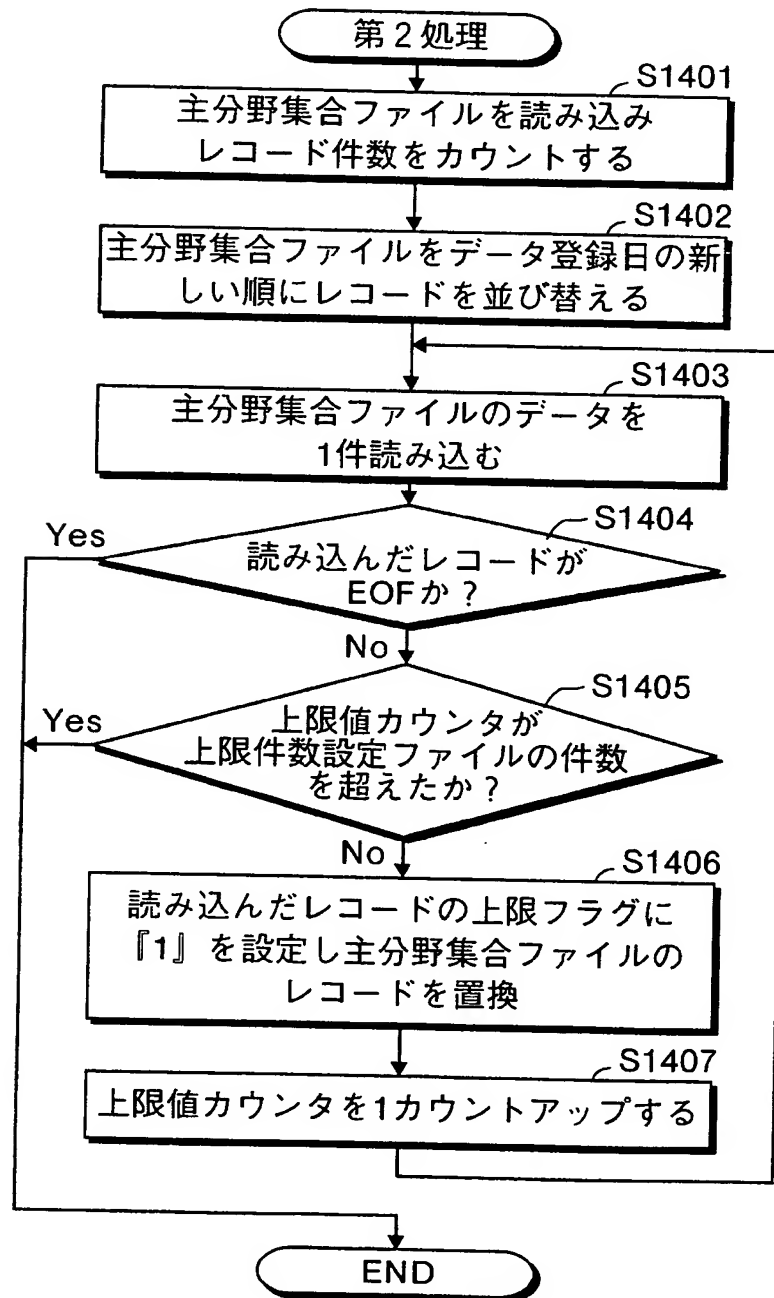 第2処理
S1401
主分野集合ファイルを読み込み
レコード件数をカウントする
S1402
主分野集合ファイルをデータ登録日の新
しい順にレコードを並び替える
S1403
主分野集合ファイルのデータを
1件読み込む
S1404
Yes
読み込んだレコードが
EOFか?
No
S1405
Yes
上限値カウンタが
上限件数設定ファイルの件数
を超えたか?
No
S1406
読み込んだレコードの上限フラグに
『1』を設定し主分野集合ファイルの
レコードを置換
S1407
上限値カウンタを1カウントアップする
END